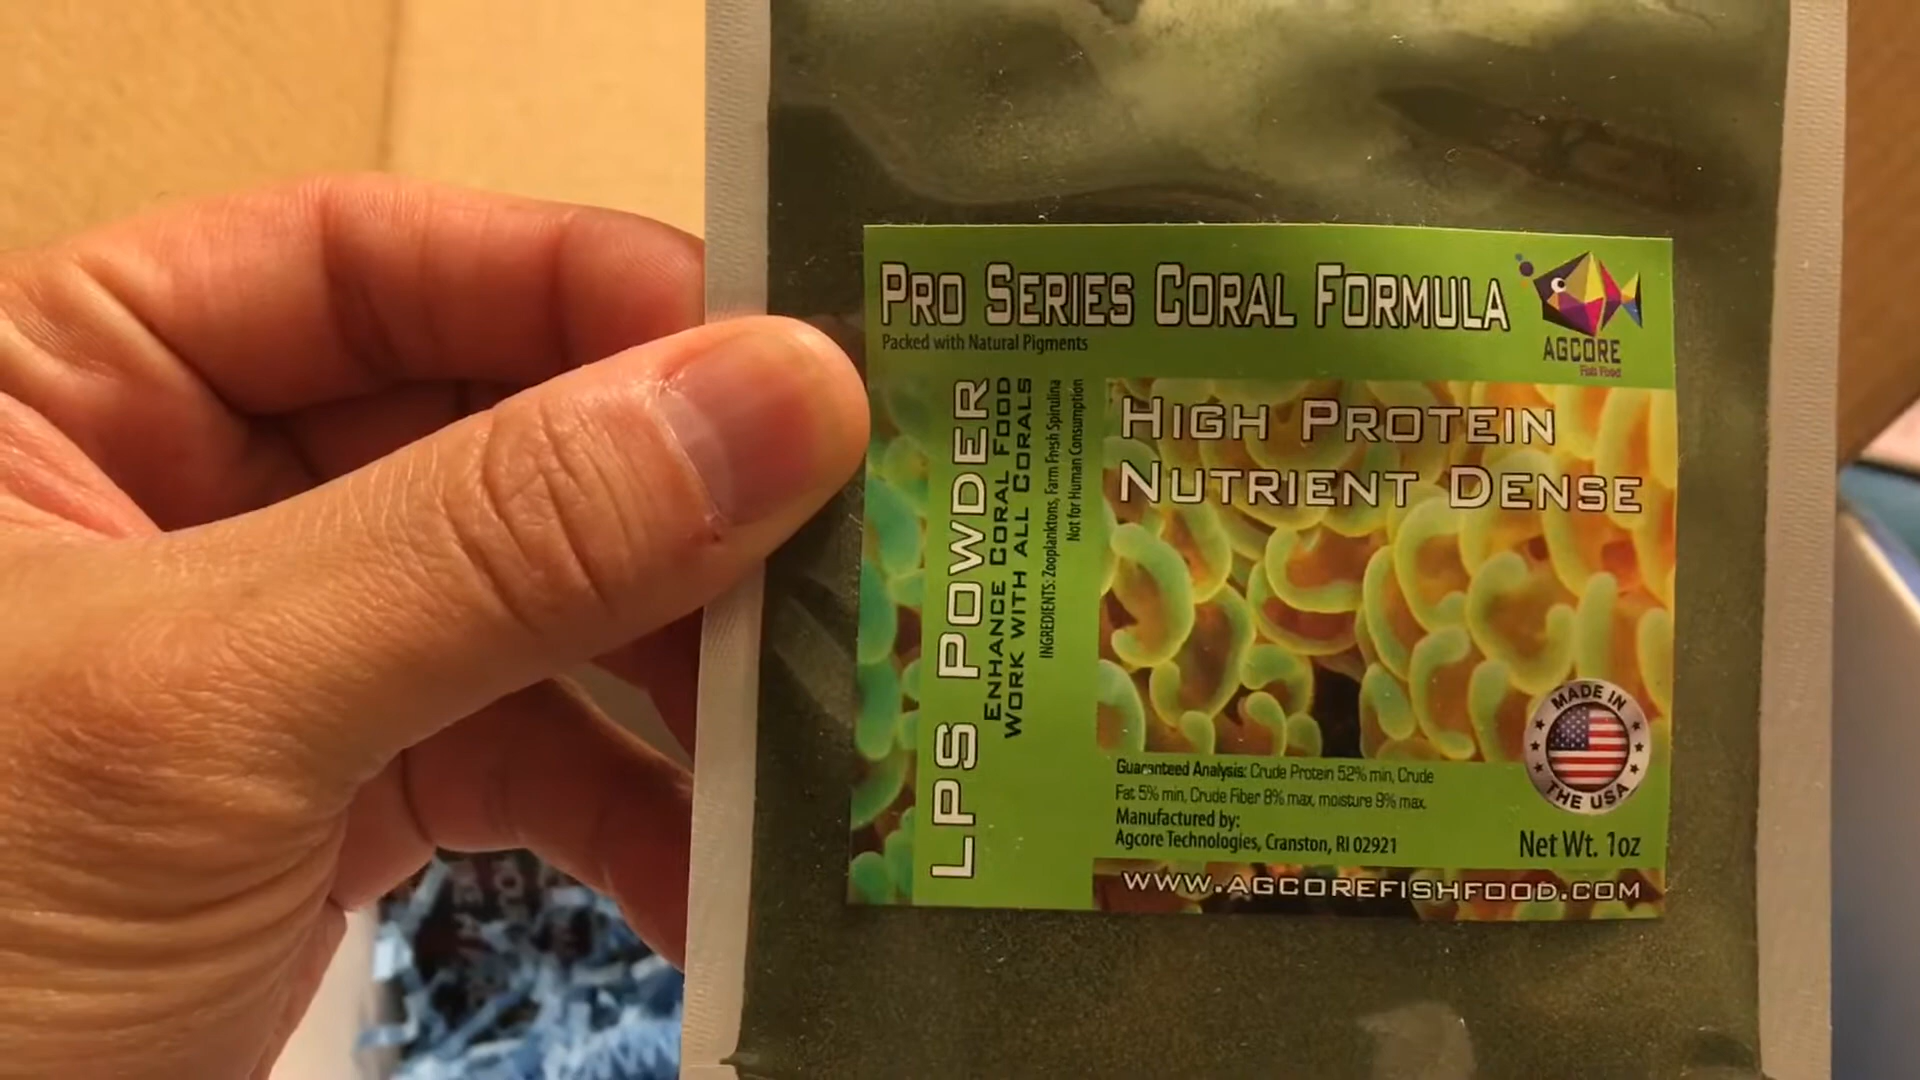 PRO SERIES CORAL FORMULA
Packed with Natural Pigments
AGCORE
Fish Food
LPS POWDER
ENHANCE CORAL FOOD
WORK WITH ALL CORALS
INGREDIENTS: Zooplanktons, Farm Fresh Spirulina
Not for Human Consumption
HIGH PROTEIN
NUTRIENT DENSE
MADE IN
THE USA
Guaranteed Analysis: Crude Protein 52% min, Crude
Fat 5% min, Crude Fiber 8% max, moisture 9% max.
Manufactured by:
Agcore Technologies, Cranston, RI 02921
Net Wt. 1oz
WWW.AGCOREFISHFOOD.COM